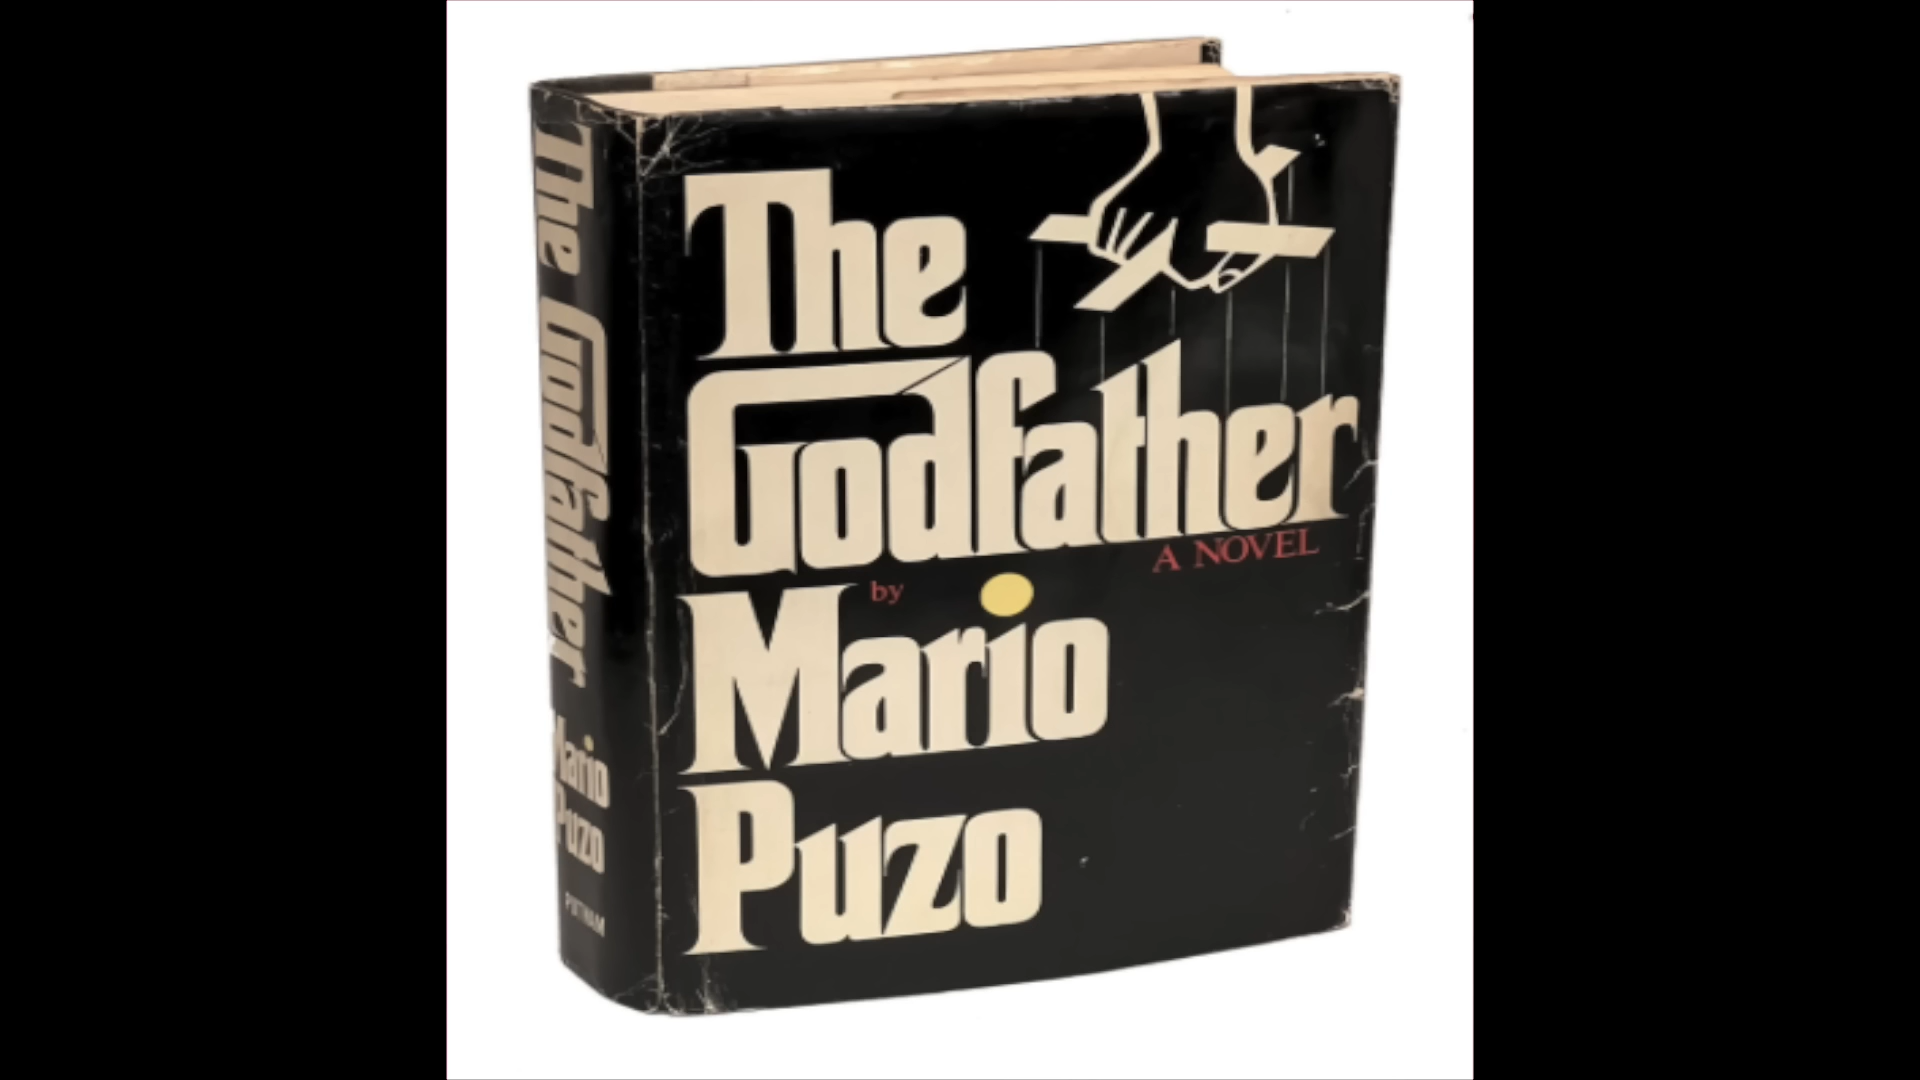 The
Godfather
A NOVEL
by
Mario
Puzo
The Godfather
Mario
Puzo
PUTNAM